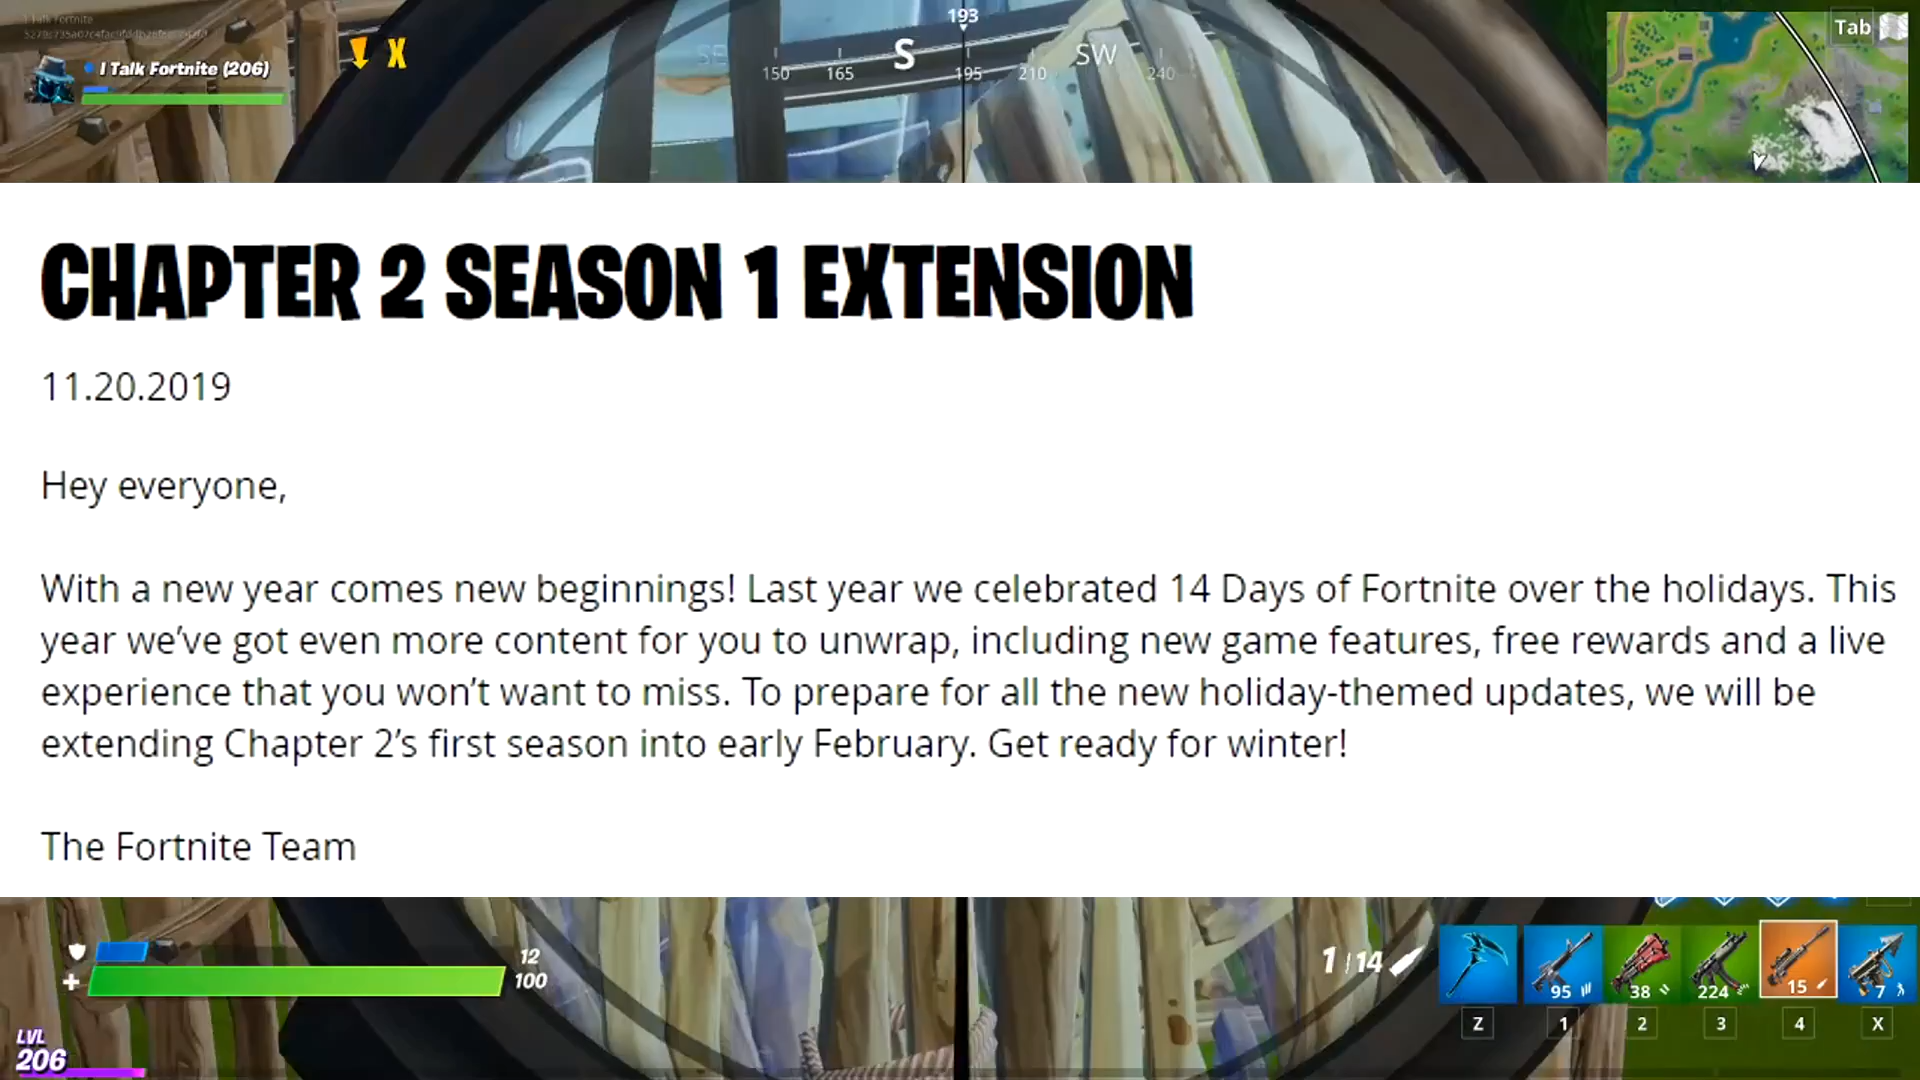 I Talk Fortnite
I Talk Fortnite (206)
X
193
SE
S
SW
150
165
195
210
240
Tab
CHAPTER 2 SEASON 1 EXTENSION
11.20.2019
Hey everyone,
With a new year comes new beginnings! Last year we celebrated 14 Days of Fortnite over the holidays. This
year we’ve got even more content for you to unwrap, including new game features, free rewards and a live
experience that you won’t want to miss. To prepare for all the new holiday-themed updates, we will be
extending Chapter 2’s first season into early February. Get ready for winter!
The Fortnite Team
12
100
1 / 14
95
38
224
15
7
Z
1
2
3
4
X
LVL
206